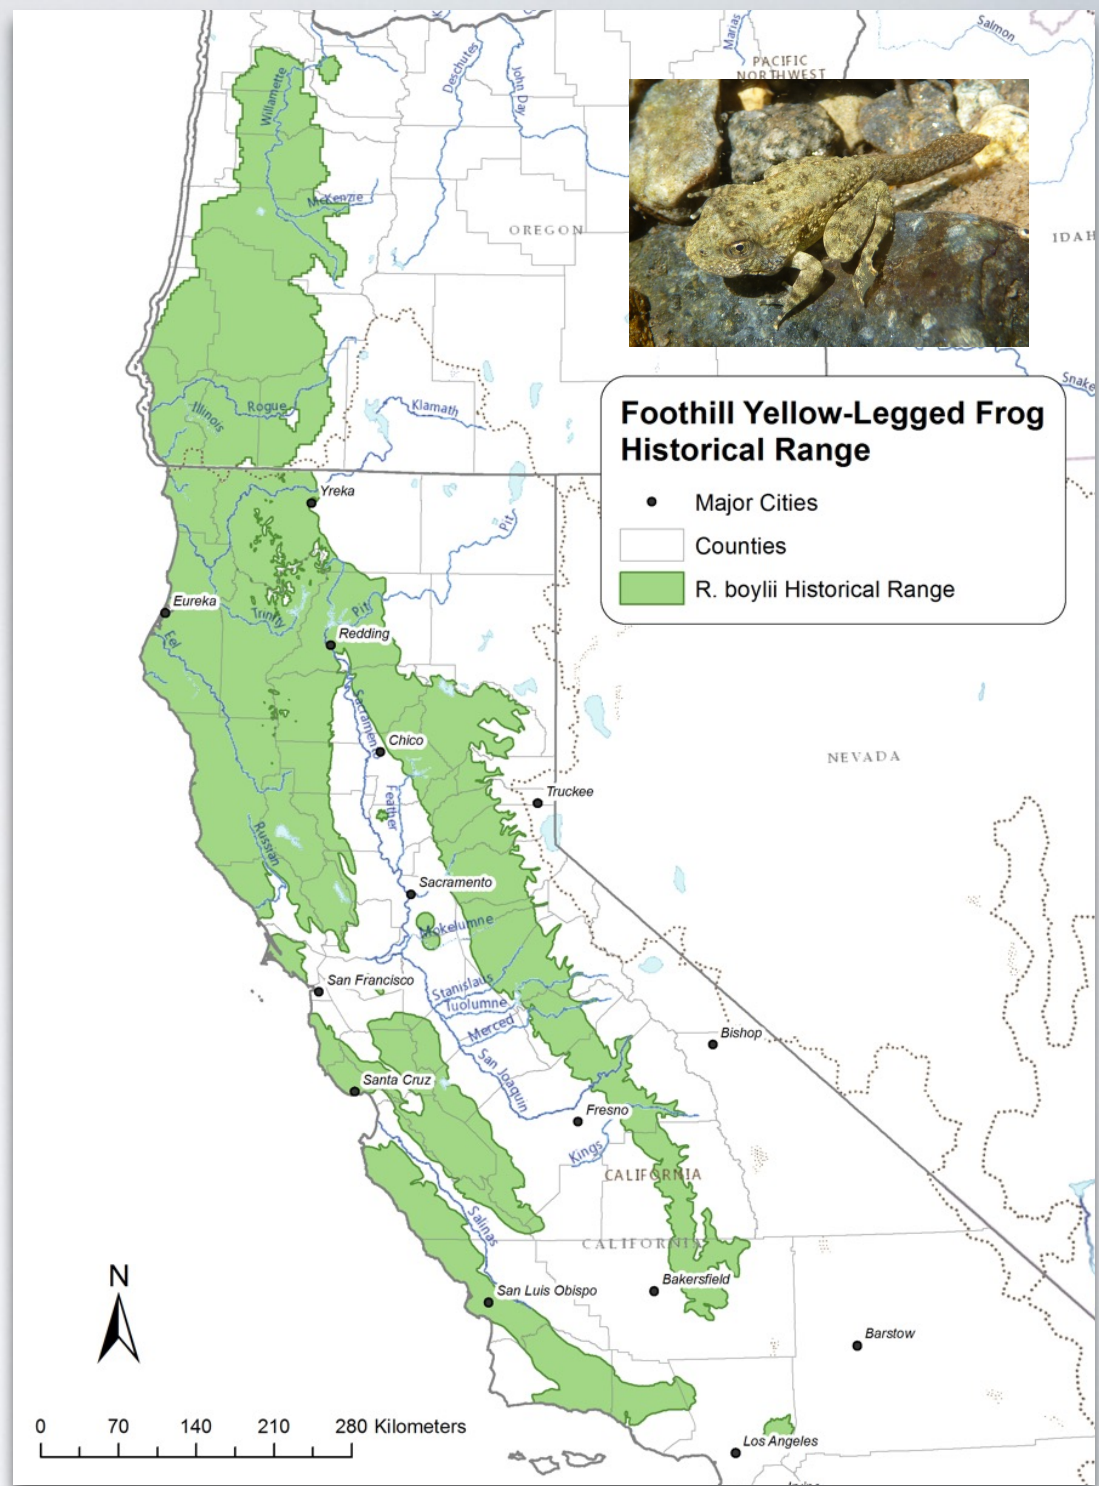 Willamette
Deschutes
John Day
Marias
PACIFIC
NORTHWEST
Salmon
McKenzie
OREGON
IDAH
Snake
Illinois
Rogue
Klamath
Foothill Yellow-Legged Frog
Historical Range
Major Cities
Counties
R. boylii Historical Range
Yreka
Pit
Eureka
Trinity
Pit
Redding
Eel
Sacramento
Chico
NEVADA
Truckee
Feather
Russian
Sacramento
Mokelumne
San Francisco
Stanislaus
Tuolumne
Merced
Bishop
San Joaquin
Santa Cruz
Fresno
Kings
CALIFORNIA
Salinas
CALIFORNIA
N
San Luis Obispo
Bakersfield
Barstow
0 70 140 210 280 Kilometers
Los Angeles